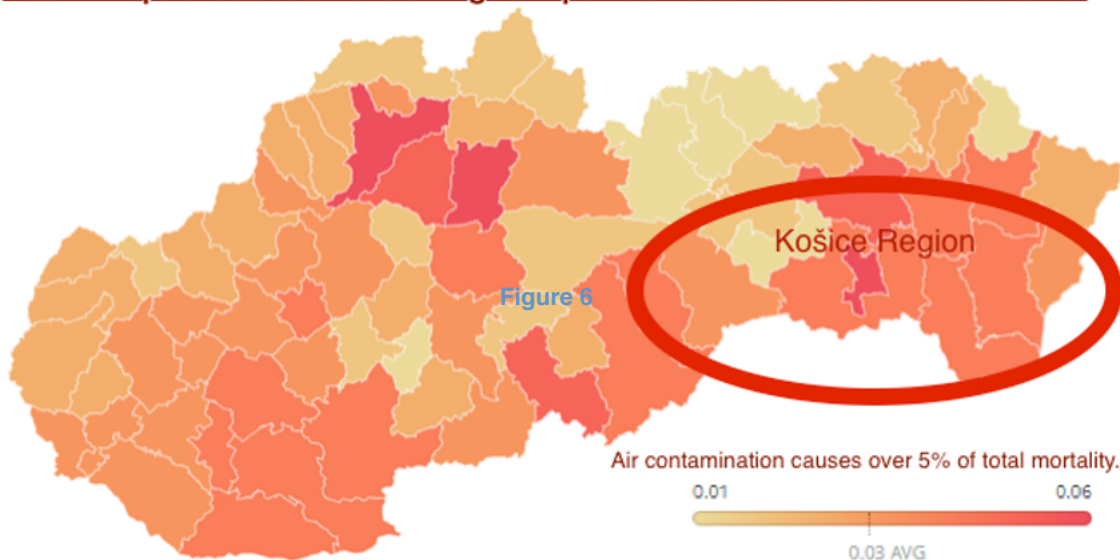 Košice Region
Figure 6
Air contamination causes over 5% of total mortality.
0.01 0.06
0.03 AVG